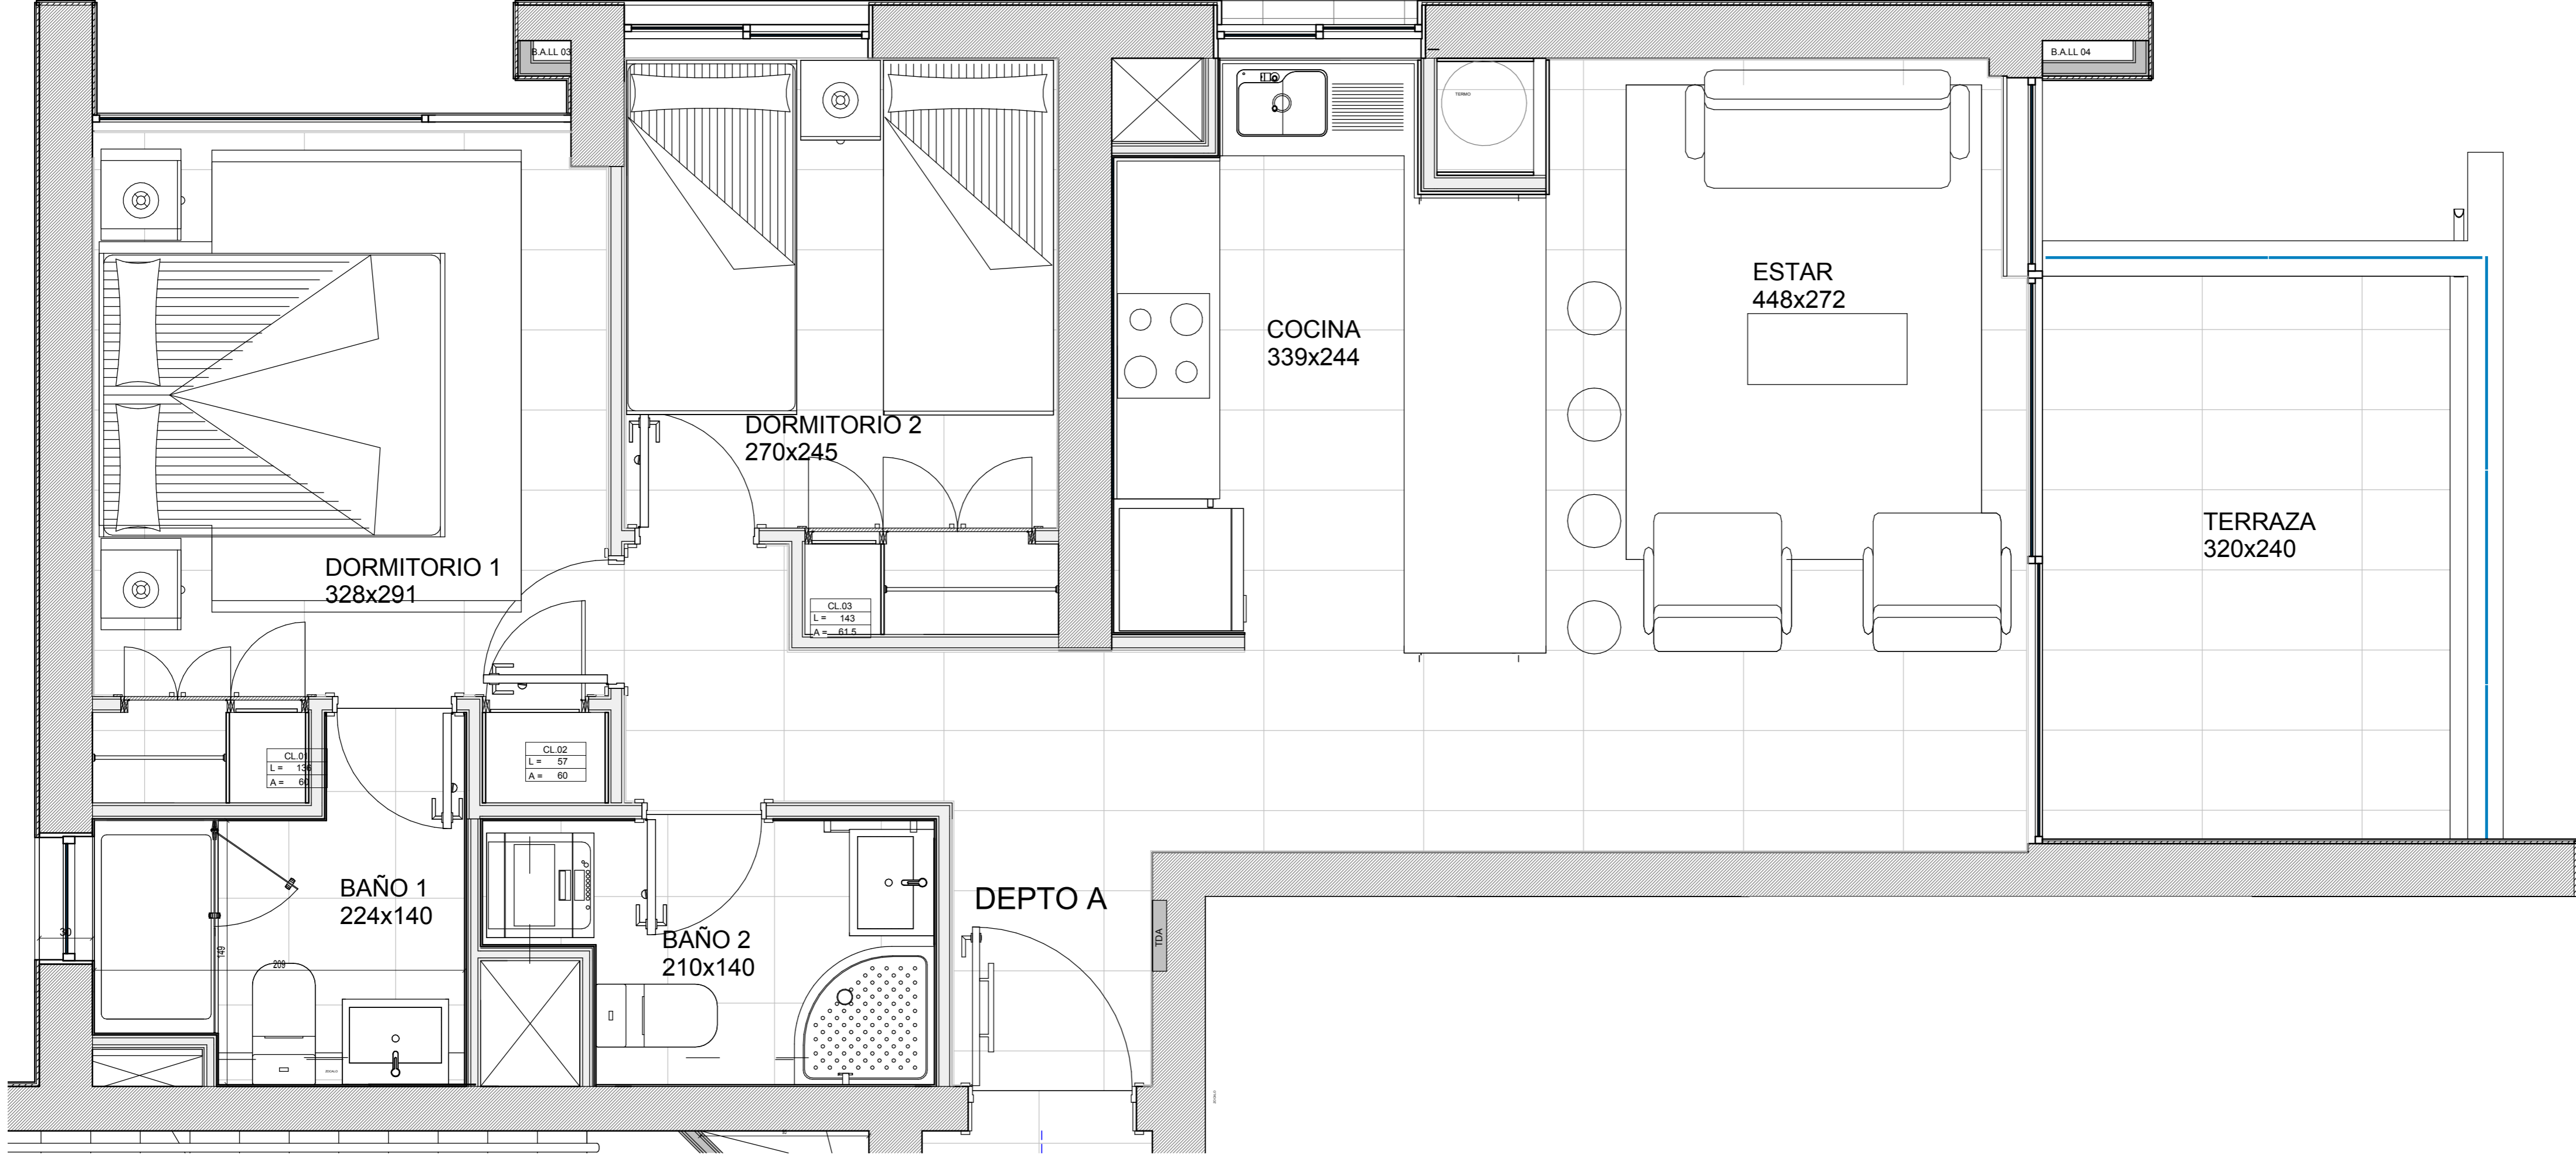 B.A.LL 03
B.A.LL 04
TERMO
ESTAR
448x272
COCINA
339x244
DORMITORIO 2
270x245
TERRAZA
320x240
DORMITORIO 1
328x291
CL.03
L = 143
A = 61.5
CL.02
L = 57
A = 60
CL.01
L = 136
A = 60
BAÑO 1
224x140
DEPTO A
BAÑO 2
210x140
TDA
30
149
209